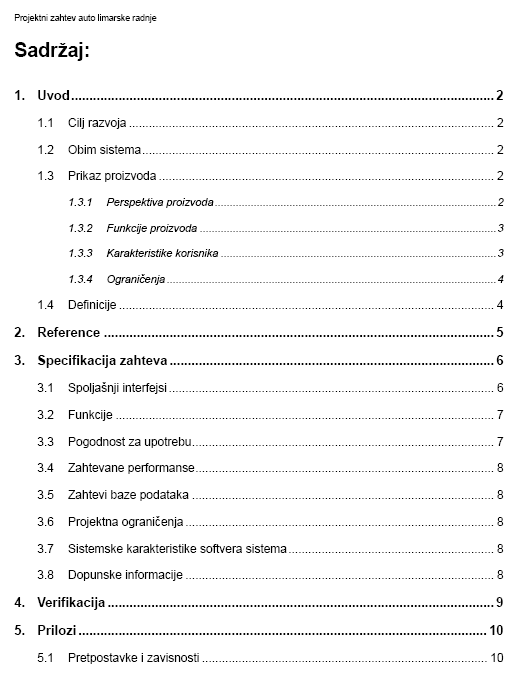 Projektni zahtev auto limarske radnje
Sadržaj:
1. Uvod 2
1.1 Cilj razvoja 2
1.2 Obim sistema 2
1.3 Prikaz proizvoda 2
1.3.1 Perspektiva proizvoda 2
1.3.2 Funkcije proizvoda 3
1.3.3 Karakteristike korisnika 3
1.3.4 Ograničenja 4
1.4 Definicije 4
2. Reference 5
3. Specifikacija zahteva 6
3.1 Spoljašnji interfejsi 6
3.2 Funkcije 7
3.3 Pogodnost za upotrebu 7
3.4 Zahtevane performanse 8
3.5 Zahtevi baze podataka 8
3.6 Projektna ograničenja 8
3.7 Sistemske karakteristike softvera sistema 8
3.8 Dopunske informacije 8
4. Verifikacija 9
5. Prilozi 10
5.1 Pretpostavke i zavisnosti 10